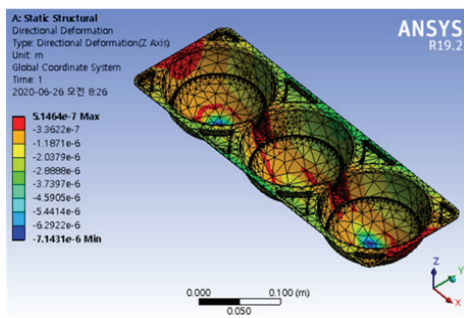 A: Static Structural
Directional Deformation
Type: Directional Deformation(Z Axis)
Unit: m
Global Coordinate System
Time: 1
2020-06-26 오전 8:26
ANSYS
R19.2
5.1464e-7 Max
-3.3622e-7
-1.1871e-6
-2.0379e-6
-2.8888e-6
-3.7397e-6
-4.5905e-6
-5.4414e-6
-6.2922e-6
-7.1431e-6 Min
0.000
0.100 (m)
0.050
Z
Y
X